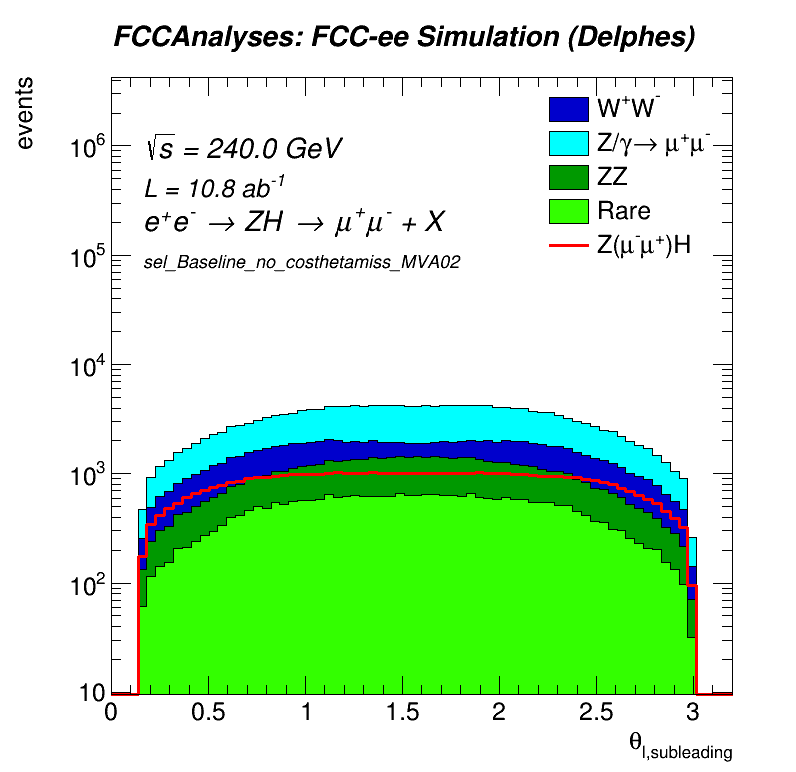 FCCAnalyses: FCC-ee Simulation (Delphes)
events
√s = 240.0 GeV
L = 10.8 ab⁻¹
e⁺e⁻ → ZH → μ⁺μ⁻ + X
sel_Baseline_no_costhetamiss_MVA02
W⁺W⁻
Z/γ→ μ⁺μ⁻
ZZ
Rare
Z(μ⁻μ⁺)H
10⁶
10⁵
10⁴
10³
10²
10
0 0.5 1 1.5 2 2.5 3
θl,subleading